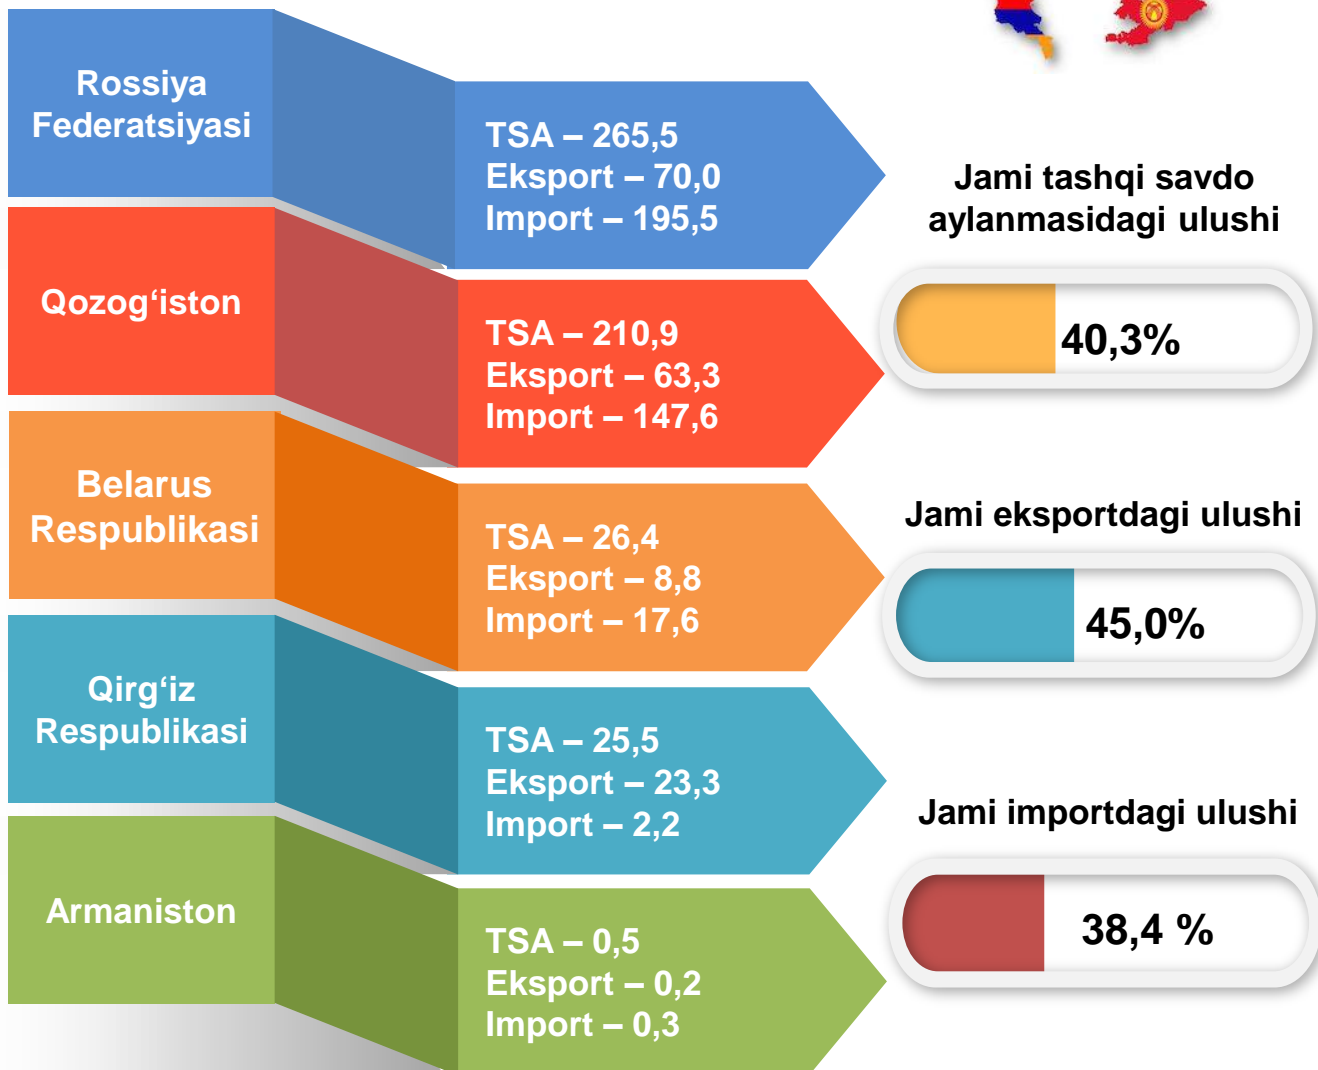 Rossiya
Federatsiyasi
TSA – 265,5
Eksport – 70,0
Import – 195,5
Qozog‘iston
TSA – 210,9
Eksport – 63,3
Import – 147,6
Belarus
Respublikasi
TSA – 26,4
Eksport – 8,8
Import – 17,6
Qirg‘iz
Respublikasi
TSA – 25,5
Eksport – 23,3
Import – 2,2
Armaniston
TSA – 0,5
Eksport – 0,2
Import – 0,3
Jami tashqi savdo
aylanmasidagi ulushi
40,3%
Jami eksportdagi ulushi
45,0%
Jami importdagi ulushi
38,4 %